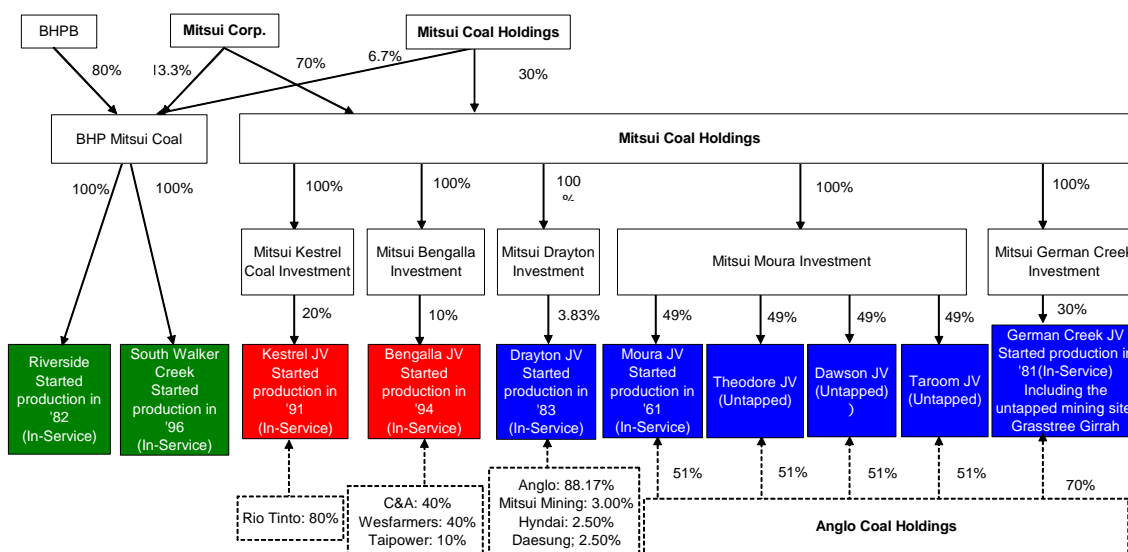 BHPB
Mitsui Corp.
Mitsui Coal Holdings
80%
13.3%
70%
6.7%
30%
BHP Mitsui Coal
Mitsui Coal Holdings
100%
100%
100%
100%
100
%
100%
100%
Mitsui Kestrel
Coal Investment
Mitsui Bengalla
Investment
Mitsui Drayton
Investment
Mitsui Moura Investment
Mitsui German Creek
Investment
20%
10%
3.83%
49%
49%
49%
49%
30%
Riverside
Started
production in
'82
(In-Service)
South Walker
Creek
Started
production in
'96
(In-Service)
Kestrel JV
Started
production in
'91
(In-Service)
Bengalla JV
Started
production in
'94
(In-Service)
Drayton JV
Started
production in
'83
(In-Service)
Moura JV
Started
production in
'61
(In-Service)
Theodore JV
(Untapped)
Dawson JV
(Untapped)
)
Taroom JV
(Untapped)
German Creek JV
Started production in
'81(In-Service)
Including the
untapped mining site
Grasstree Girrah
Rio Tinto: 80%
C&A: 40%
Wesfarmers: 40%
Taipower: 10%
Anglo: 88.17%
Mitsui Mining: 3.00%
Hyndai: 2.50%
Daesung; 2.50%
51%
51%
51%
51%
70%
Anglo Coal Holdings